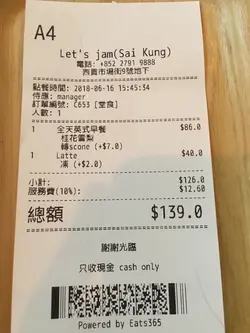 A4
Let's jam(Sai Kung)
電話: +852 2791 9888
西貢市場街9號地下
點餐時間: 2018-06-16 15:45:34
侍應: manager
訂單編號: C653 [堂食]
人數: 1
1 全天英式早餐 $86.0
桂花雪梨
轉scone (+$7.0)
1 Latte $40.0
凍 (+$2.0)
小計: $126.0
服務費(10%): $12.60
總額 $139.0
謝謝光臨
只收現金 cash only
Powered by Eats365